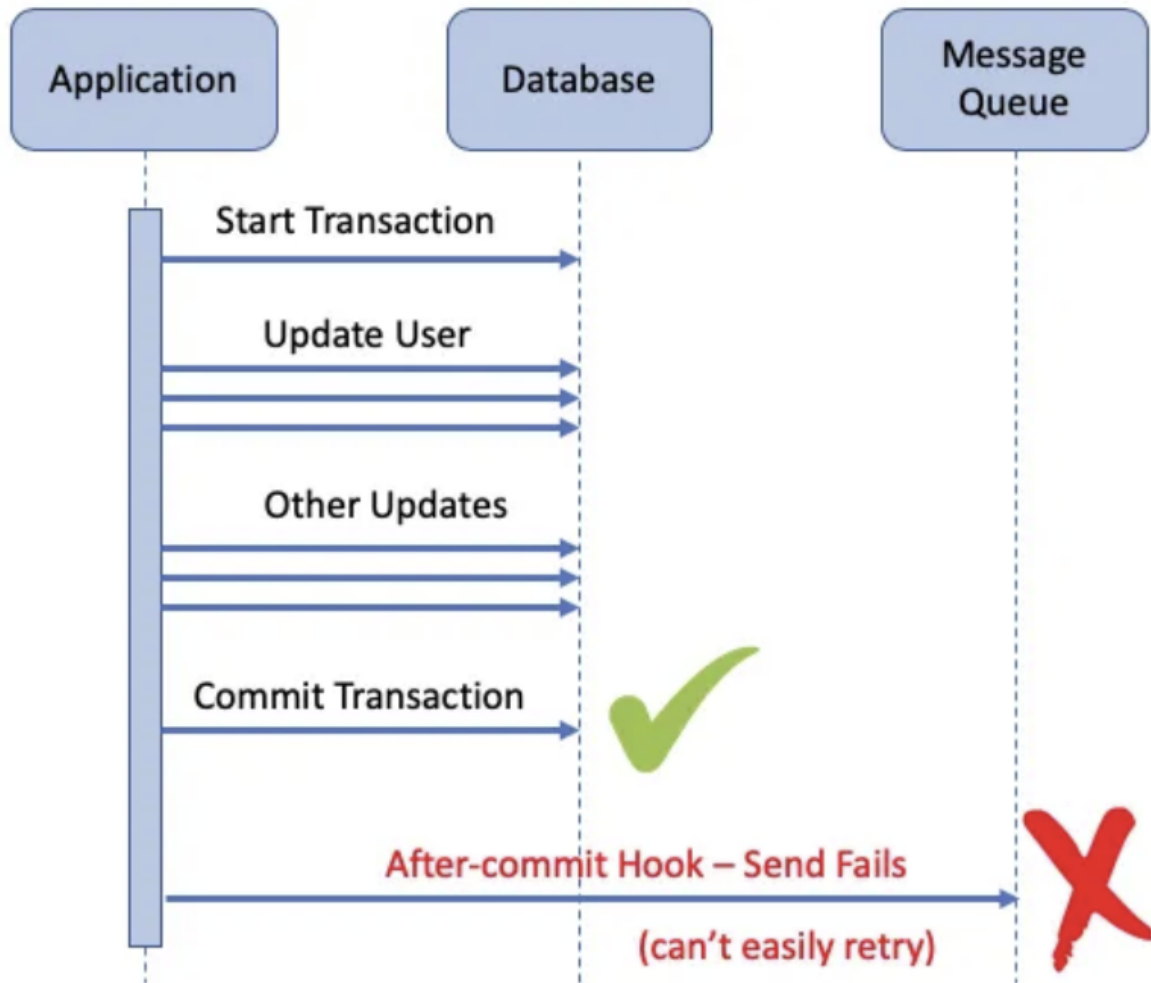 Application
Database
Message
Queue
Start Transaction
Update User
Other Updates
Commit Transaction
After-commit Hook – Send Fails
(can’t easily retry)